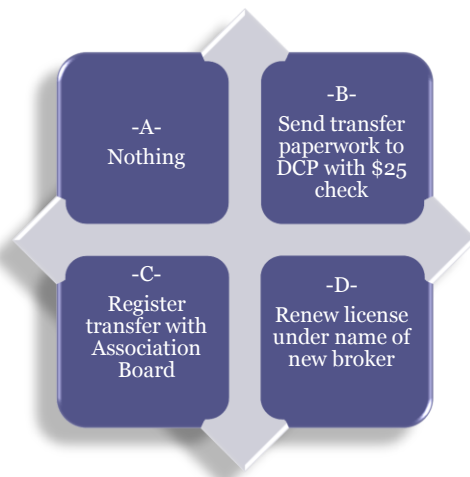 -A-
Nothing
-B-
Send transfer
paperwork to
DCP with $25
check
-C-
Register
transfer with
Association
Board
-D-
Renew license
under name of
new broker